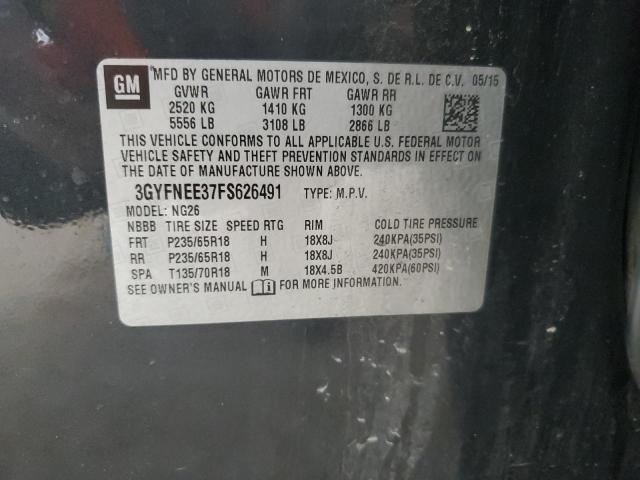 GM
MFD BY GENERAL MOTORS DE MEXICO, S. DE R.L. DE C.V. 05/15
GVWR GAWR FRT GAWR RR
2520 KG 1410 KG 1300 KG
5556 LB 3108 LB 2866 LB
THIS VEHICLE CONFORMS TO ALL APPLICABLE U.S. FEDERAL MOTOR
VEHICLE SAFETY AND THEFT PREVENTION STANDARDS IN EFFECT ON
THE DATE OF MANUFACTURE SHOWN ABOVE.
3GYFNEE37FS626491 TYPE: M.P.V.
MODEL: NG26
NBBB TIRE SIZE SPEED RTG RIM COLD TIRE PRESSURE
FRT P235/65R18 H 18X8J 240KPA(35PSI)
RR P235/65R18 H 18X8J 240KPA(35PSI)
SPA T135/70R18 M 18X4.5B 420KPA(60PSI)
SEE OWNER'S MANUAL FOR MORE INFORMATION.